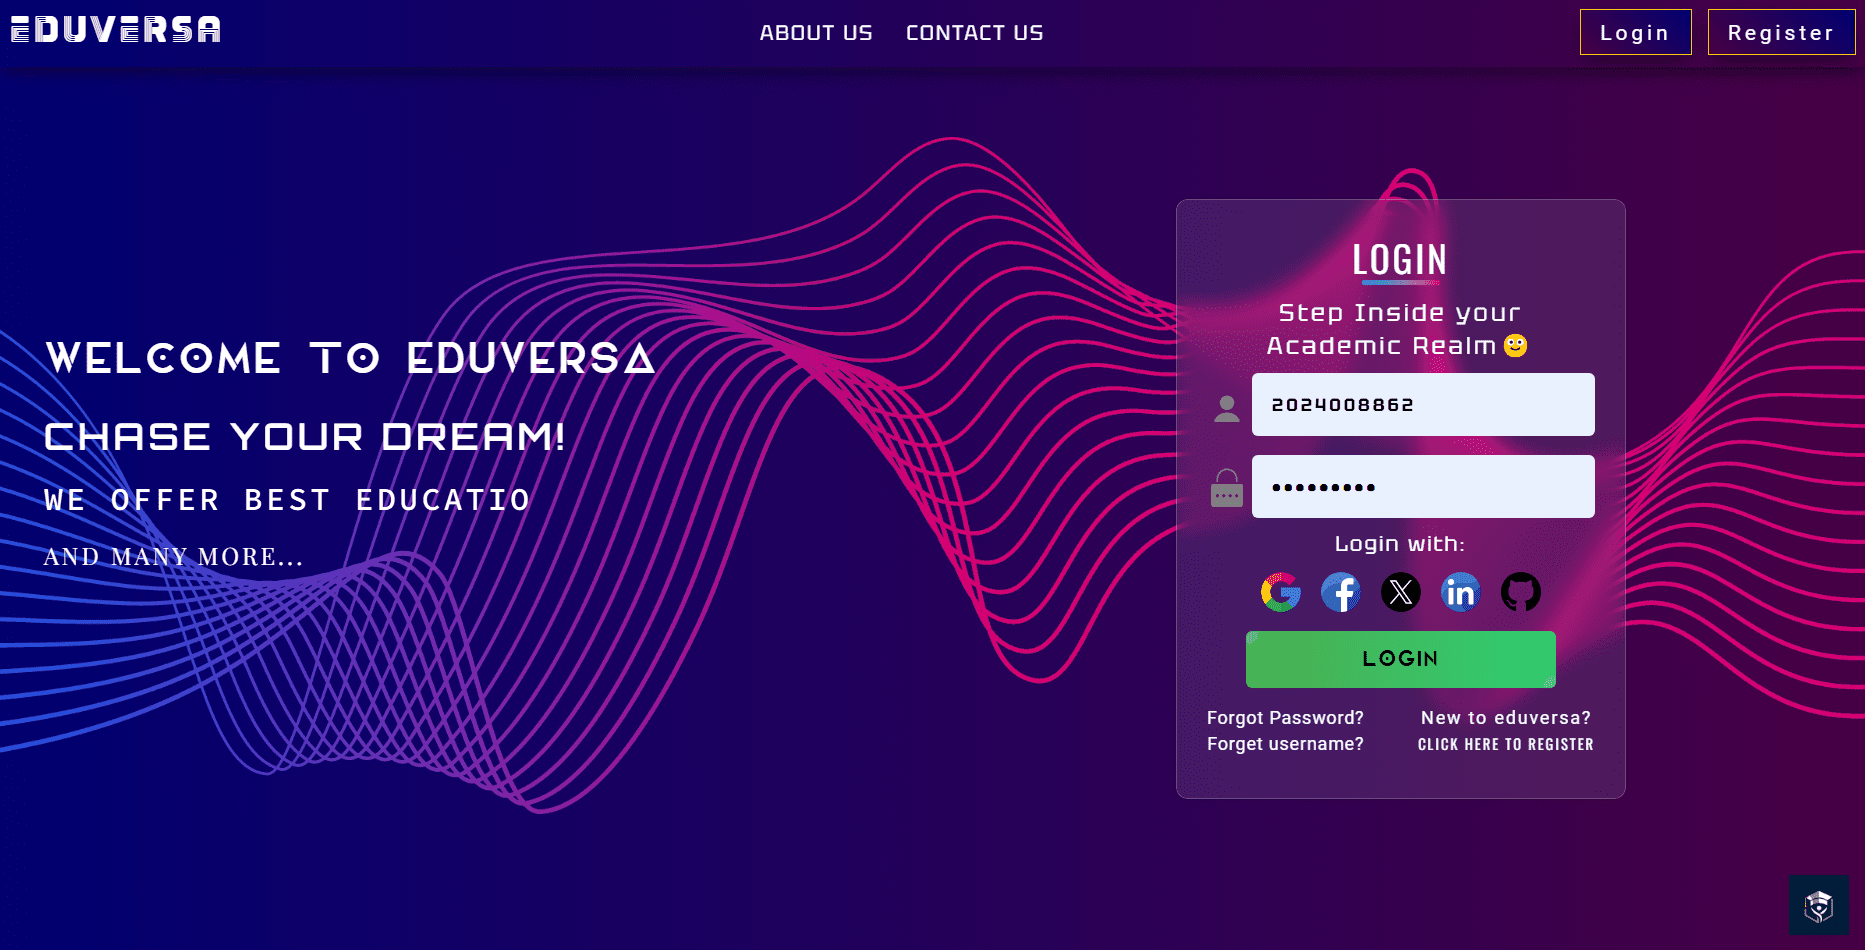 EDUVERSA
ABOUT US
CONTACT US
Login
Register
WELCOME TO EDUVERSA
CHASE YOUR DREAM!
WE OFFER BEST EDUCATIO
AND MANY MORE...
LOGIN
Step Inside your
Academic Realm
2024008862
Login with:
LOGIN
Forgot Password?
Forget username?
New to eduversa?
CLICK HERE TO REGISTER